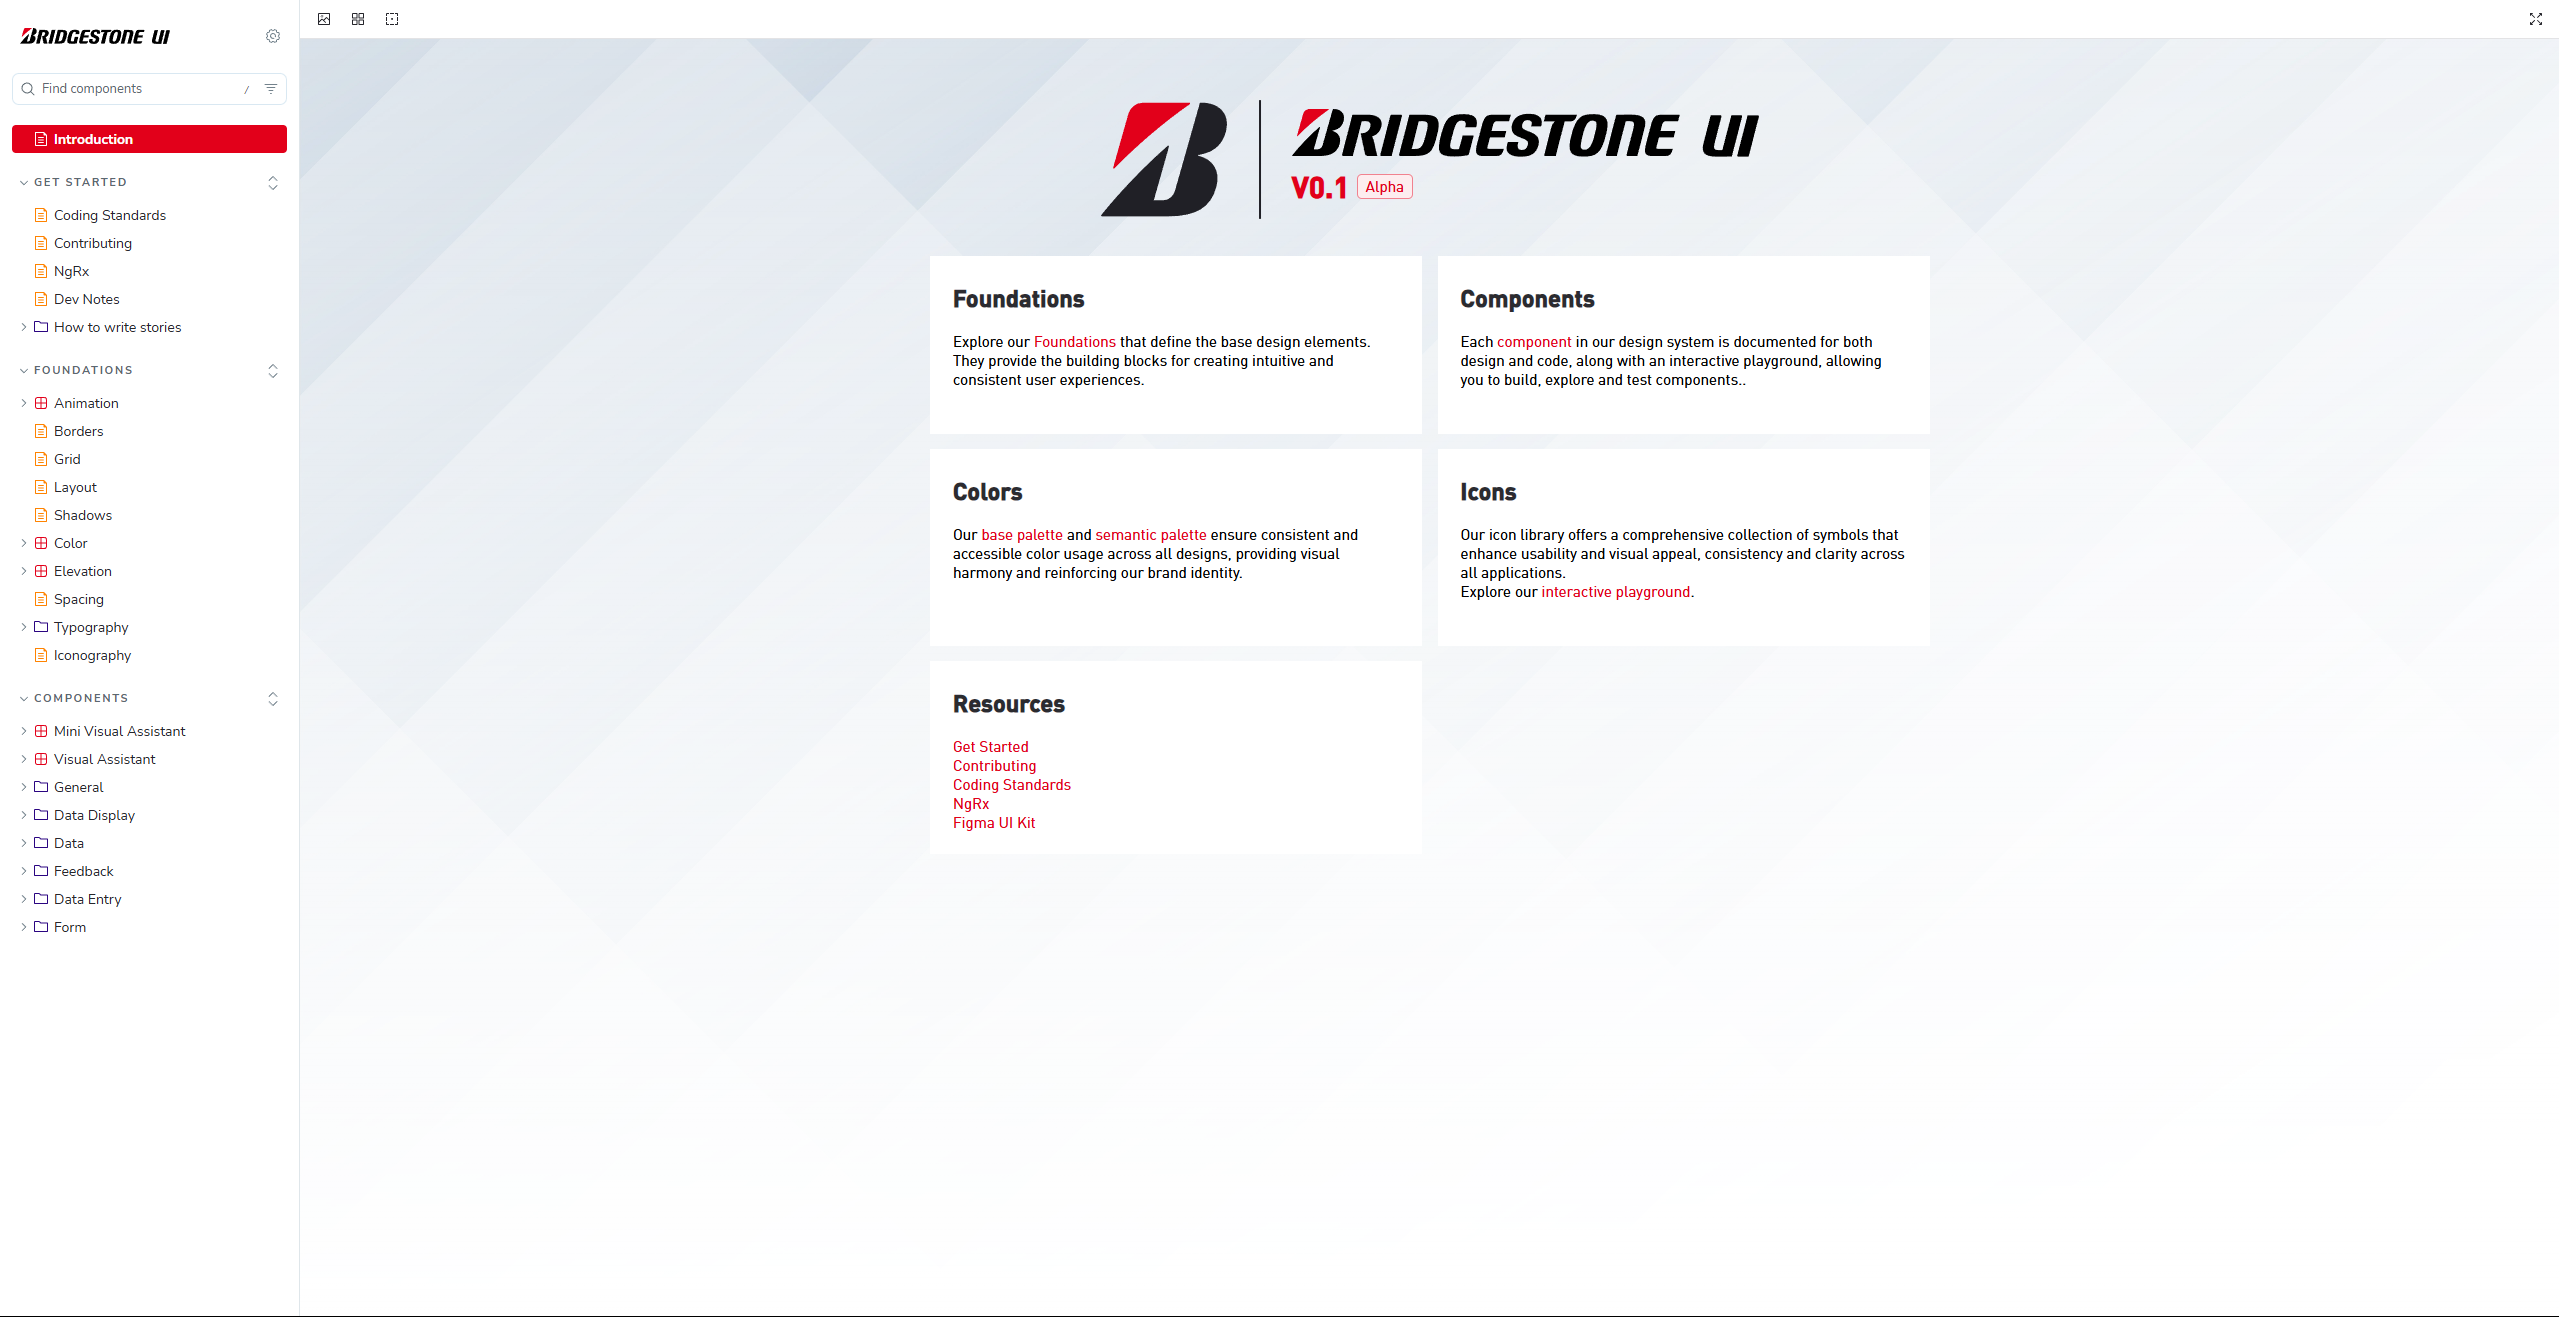 BRIDGESTONE UI
Find components
/
Introduction
GET STARTED
Coding Standards
Contributing
NgRx
Dev Notes
How to write stories
FOUNDATIONS
Animation
Borders
Grid
Layout
Shadows
Color
Elevation
Spacing
Typography
Iconography
COMPONENTS
Mini Visual Assistant
Visual Assistant
General
Data Display
Data
Feedback
Data Entry
Form
B
BRIDGESTONE UI
V0.1 Alpha
Foundations
Explore our Foundations that define the base design elements.
They provide the building blocks for creating intuitive and
consistent user experiences.
Components
Each component in our design system is documented for both
design and code, along with an interactive playground, allowing
you to build, explore and test components..
Colors
Our base palette and semantic palette ensure consistent and
accessible color usage across all designs, providing visual
harmony and reinforcing our brand identity.
Icons
Our icon library offers a comprehensive collection of symbols that
enhance usability and visual appeal, consistency and clarity across
all applications.
Explore our interactive playground.
Resources
Get Started
Contributing
Coding Standards
NgRx
Figma UI Kit